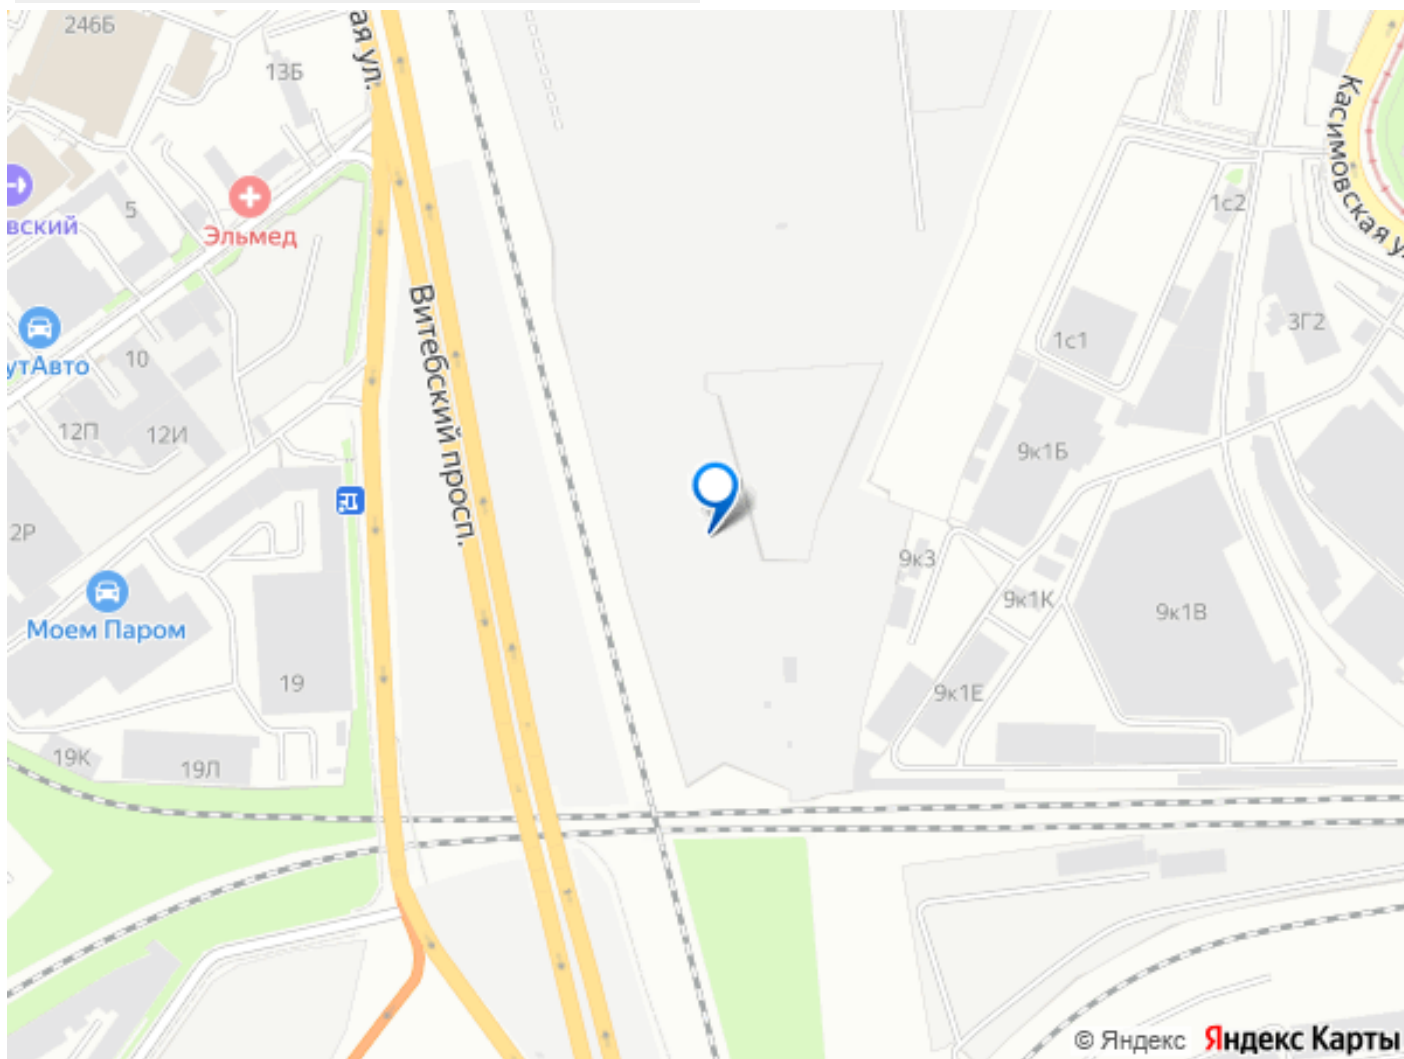 246Б
ая ул.
13Б
Касимовская ул
5
вский
Эльмед
1с2
Витебский просп.
утАвто
10
1с1
3Г2
12П
12И
9к1Б
2Р
9к3
Моем Паром
9к1К
9к1В
19
9к1Е
19К
19Л
© Яндекс Яндекс Карты